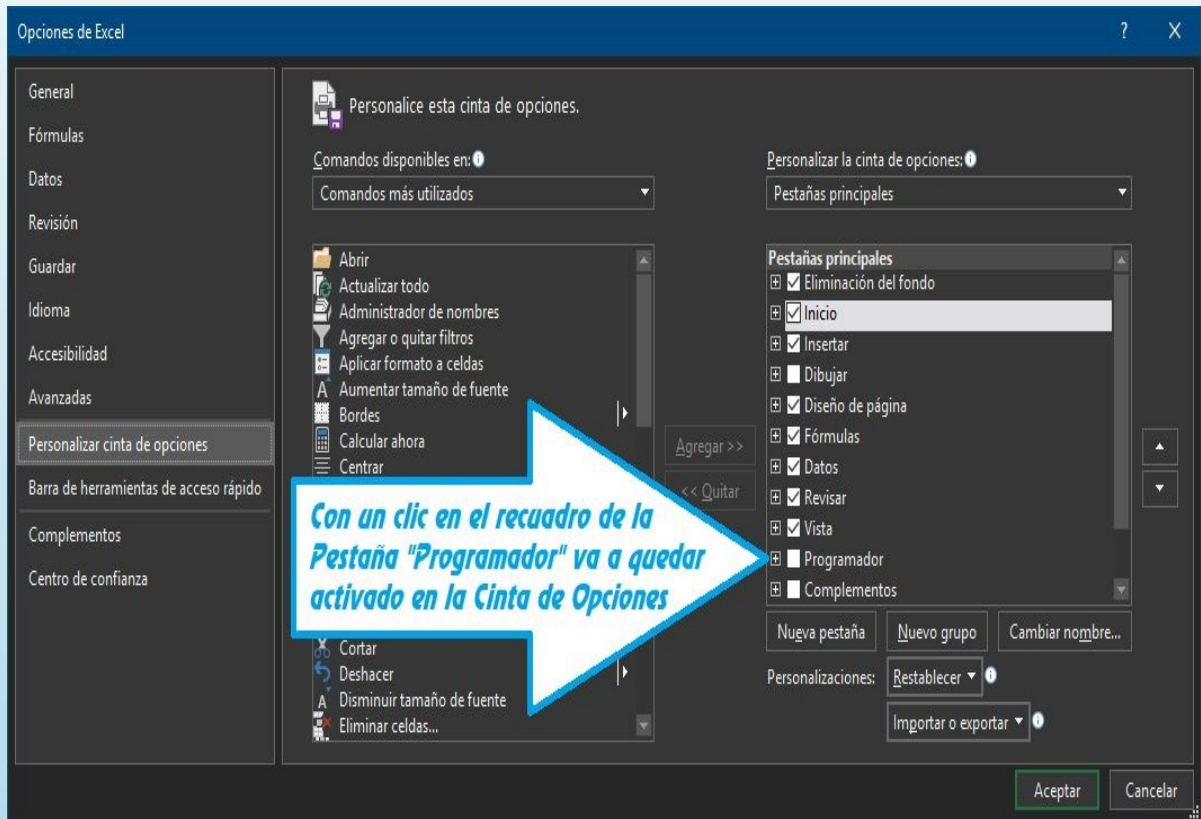 Opciones de Excel
?
X
General
Fórmulas
Datos
Revisión
Guardar
Idioma
Accesibilidad
Avanzadas
Personalizar cinta de opciones
Barra de herramientas de acceso rápido
Complementos
Centro de confianza
Personalice esta cinta de opciones.
Comandos disponibles en:
Comandos más utilizados
Abrir
Actualizar todo
Administrador de nombres
Agregar o quitar filtros
Aplicar formato a celdas
Aumentar tamaño de fuente
Bordes
Calcular ahora
Centrar
Con un clic en el recuadro de la
Pestaña "Programador" va a quedar
activado en la Cinta de Opciones
Cortar
Deshacer
Disminuir tamaño de fuente
Eliminar celdas...
Agregar >>
<< Quitar
Personalizar la cinta de opciones:
Pestañas principales
Pestañas principales
Eliminación del fondo
Inicio
Insertar
Dibujar
Diseño de página
Fórmulas
Datos
Revisar
Vista
Programador
Complementos
Nueva pestaña
Nuevo grupo
Cambiar nombre...
Personalizaciones:
Restablecer
Importar o exportar
Aceptar
Cancelar